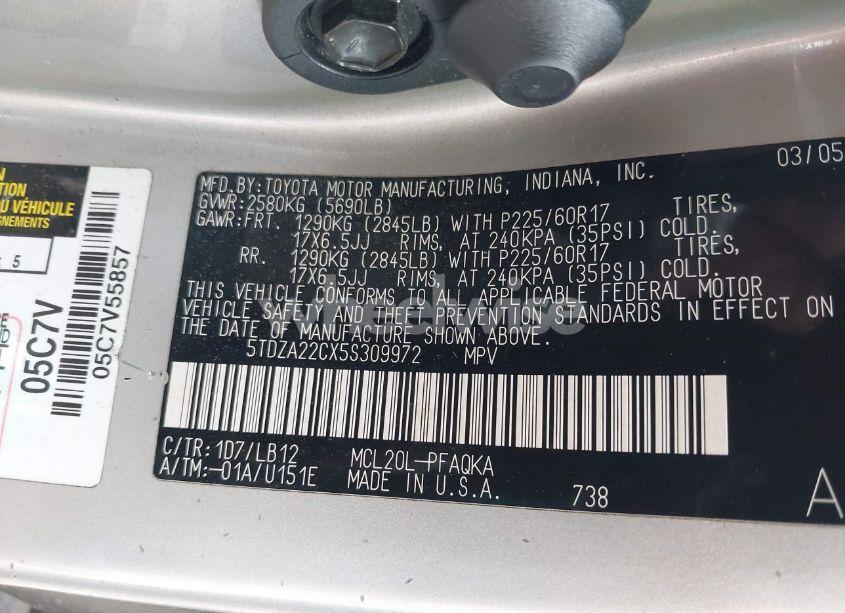 MFD.BY:TOYOTA MOTOR MANUFACTURING, INDIANA, INC. 03/05
GVWR:2580KG (5690LB)
GAWR:FRT. 1290KG (2845LB) WITH P225/60R17 TIRES,
17X6.5JJ RIMS, AT 240KPA (35PSI) COLD.
RR. 1290KG (2845LB) WITH P225/60R17 TIRES,
17X6.5JJ RIMS, AT 240KPA (35PSI) COLD.
THIS VEHICLE CONFORMS TO ALL APPLICABLE FEDERAL MOTOR
VEHICLE SAFETY AND THEFT PREVENTION STANDARDS IN EFFECT ON
THE DATE OF MANUFACTURE SHOWN ABOVE.
5TDZA22CX5S309972 MPV
C/TR:1D7/LB12 MCL20L-PFAQKA
A/TM:-01A/U151E MADE IN U.S.A. 738 A
DU VÉHICULE
5
05C7V
05C7V55857